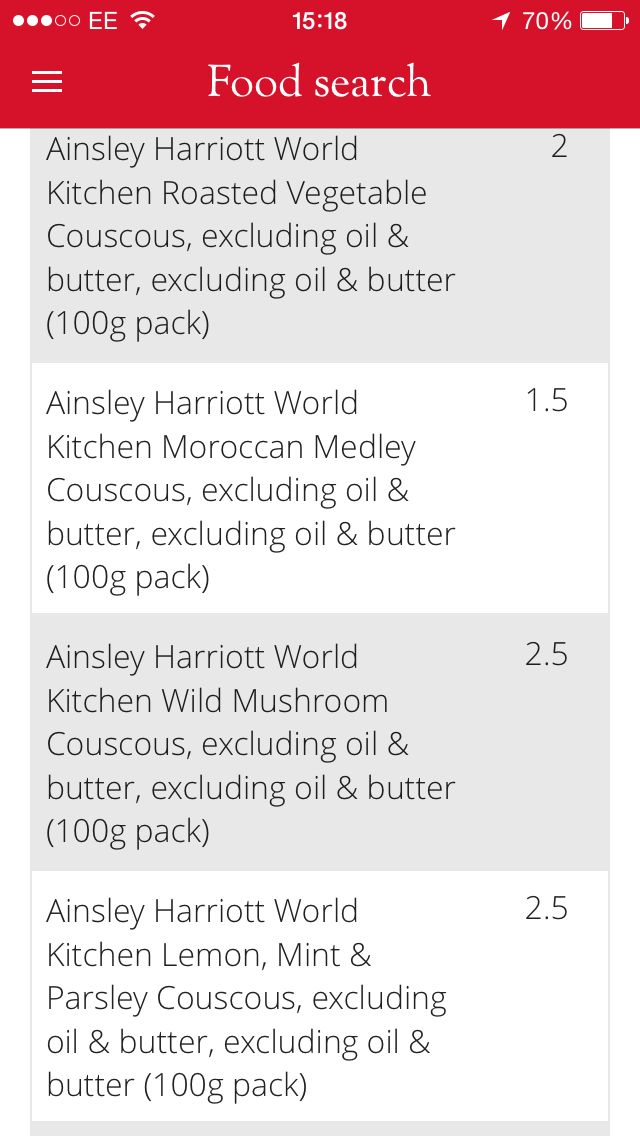 EE 15:18 70%
Food search
Ainsley Harriott World 2
Kitchen Roasted Vegetable
Couscous, excluding oil &
butter, excluding oil & butter
(100g pack)
Ainsley Harriott World 1.5
Kitchen Moroccan Medley
Couscous, excluding oil &
butter, excluding oil & butter
(100g pack)
Ainsley Harriott World 2.5
Kitchen Wild Mushroom
Couscous, excluding oil &
butter, excluding oil & butter
(100g pack)
Ainsley Harriott World 2.5
Kitchen Lemon, Mint &
Parsley Couscous, excluding
oil & butter, excluding oil &
butter (100g pack)